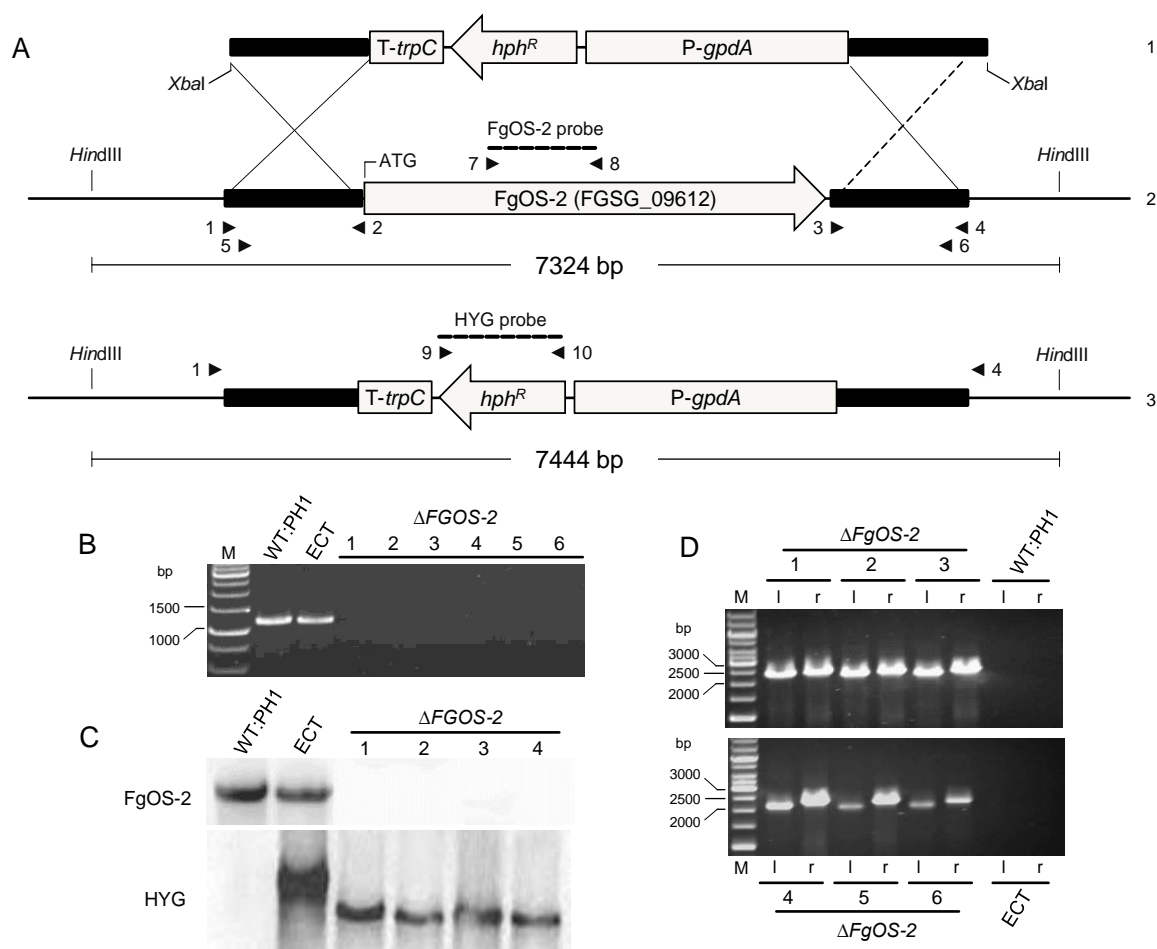 A
T-trpC hph^R P-gpdA 1
XbaI XbaI
FgOS-2 probe
HindIII 7 8 HindIII
ATG
FgOS-2 (FGSG_09612) 2
1 2 3 4
5 6
7324 bp
HYG probe
HindIII 9 10 HindIII
1 4
T-trpC hph^R P-gpdA 3
7444 bp
B
M WT:PH1 ECT ΔFGOS-2
1 2 3 4 5 6
bp
1500
1000
C
WT:PH1 ECT ΔFGOS-2
1 2 3 4
FgOS-2
HYG
D
ΔFgOS-2 WT:PH1
1 2 3
M l r l r l r l r
bp
3000
2500
2000
bp
3000
2500
2000
M l r l r l r l r
4 5 6 ECT
ΔFgOS-2